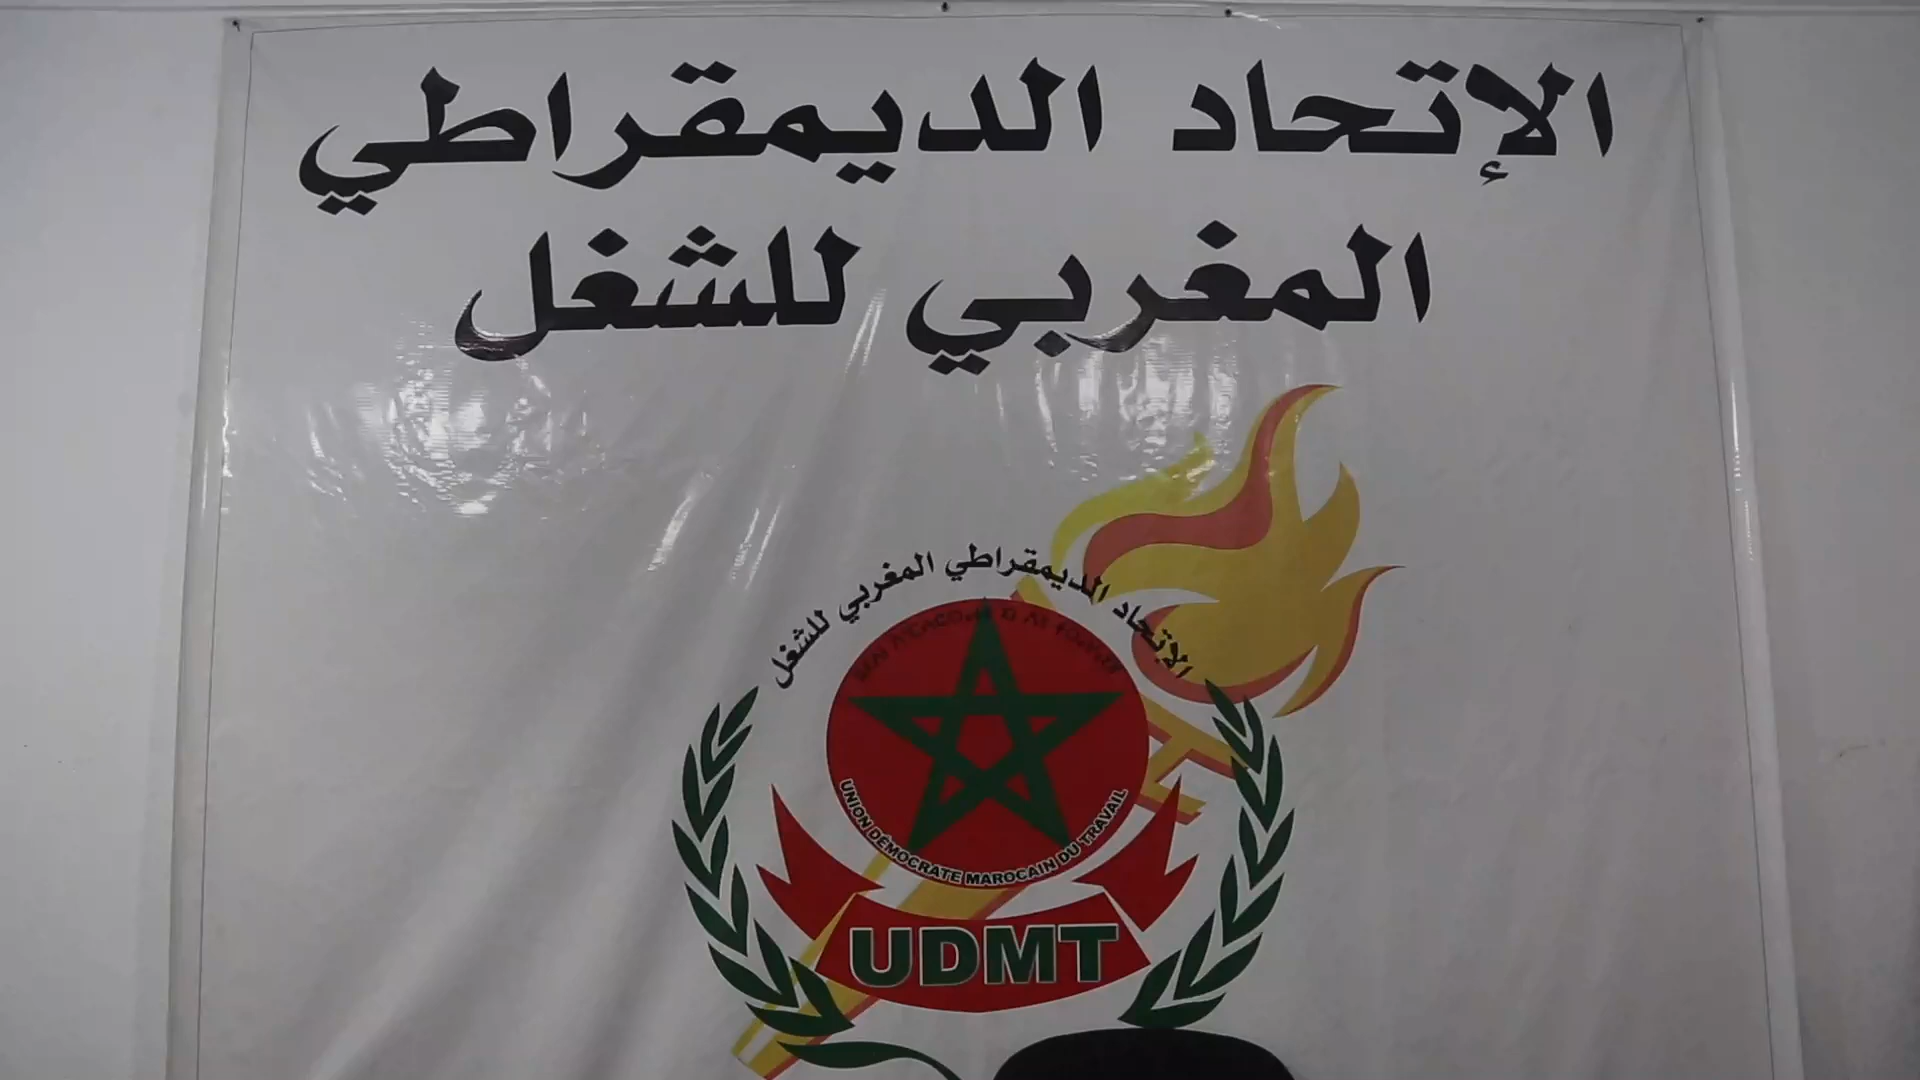 الإتحاد الديمقراطي
المغربي للشغل
الإتحاد الديمقراطي المغربي للشغل
UNION DÉMOCRATE MAROCAIN DU TRAVAIL
UDMT